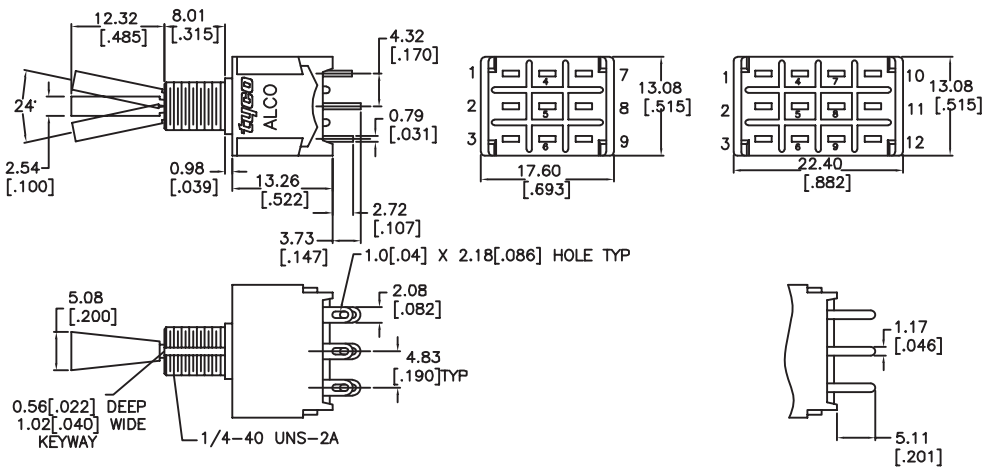 12.32
[.485]
8.01
[.315]
4.32
[.170]
24°
tyco
ALCO
0.79
[.031]
2.54
[.100]
0.98
[.039]
13.26
[.522]
2.72
[.107]
3.73
[.147]
1 4 7
2 5 8
3 6 9
13.08
[.515]
17.60
[.693]
1 4 7 10
2 5 8 11
3 6 9 12
13.08
[.515]
22.40
[.882]
1.0[.04] X 2.18[.086] HOLE TYP
5.08
[.200]
2.08
[.082]
4.83
[.190]TYP
0.56[.022] DEEP
1.02[.040] WIDE
KEYWAY
1/4-40 UNS-2A
1.17
[.046]
5.11
[.201]